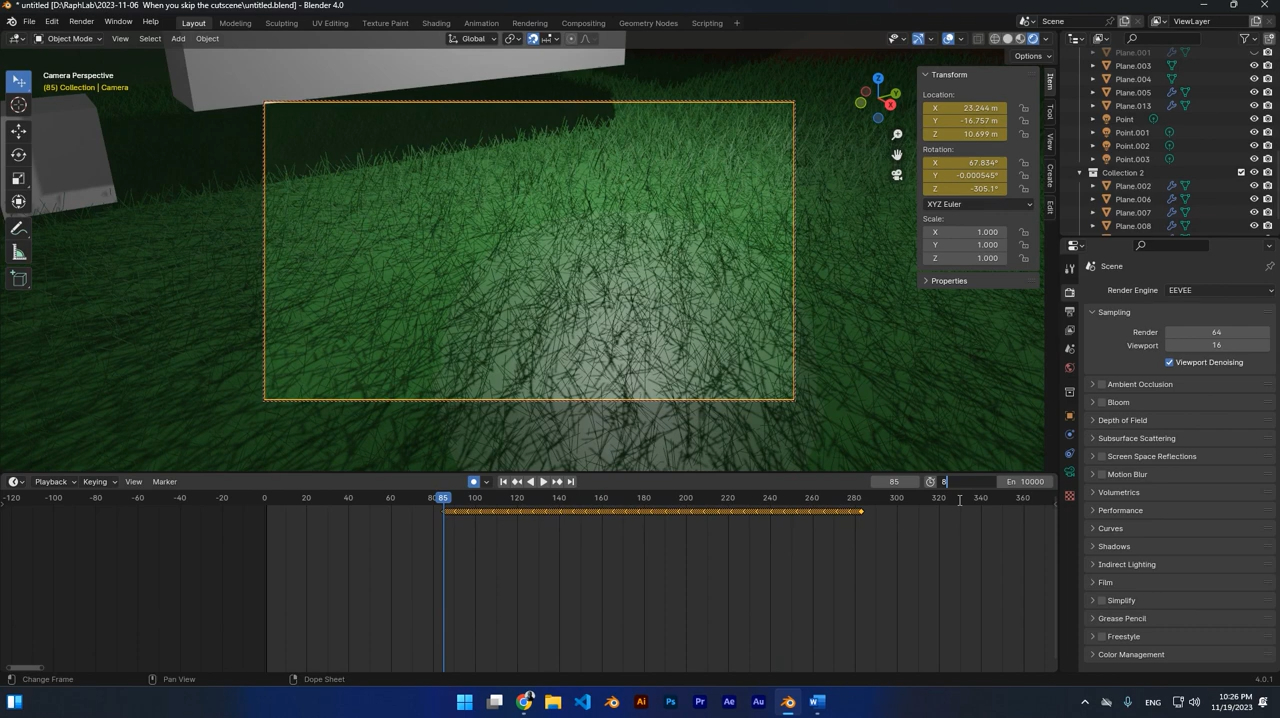 * untitled [D:\RaphLab\2023-11-06  When you skip the cutscene\untitled.blend] - Blender 4.0
File Edit Render Window Help Layout Modeling Sculpting UV Editing Texture Paint Shading Animation Rendering Compositing Geometry Nodes Scripting + Scene ViewLayer
Object Mode View Select Add Object Global
Options
Camera Perspective
(85) Collection | Camera
Transform
Location:
X 23.244 m
Y -16.757 m
Z 10.699 m
Rotation:
X 67.834°
Y -0.000545°
Z -305.1°
XYZ Euler
Scale:
X 1.000
Y 1.000
Z 1.000
Properties
Item
Tool
View
Create
Edit
Z
Y
X
Plane.001
Plane.003
Plane.004
Plane.005
Plane.013
Point
Point.001
Point.002
Point.003
Collection 2
Plane.002
Plane.006
Plane.007
Plane.008
Scene
Render Engine EEVEE
Sampling
Render 64
Viewport 16
Viewport Denoising
Ambient Occlusion
Bloom
Depth of Field
Subsurface Scattering
Screen Space Reflections
Motion Blur
Volumetrics
Performance
Curves
Shadows
Indirect Lighting
Film
Simplify
Grease Pencil
Freestyle
Color Management
Playback Keying View Marker 85 8 En 10000
-120 -100 -80 -60 -40 -20 0 20 40 60 85 100 120 140 160 180 200 220 240 260 280 300 320 340 360
Change Frame Pan View Dope Sheet 4.0.1
Ai Ps Pr Ae Au W ENG 10:26 PM
11/19/2023